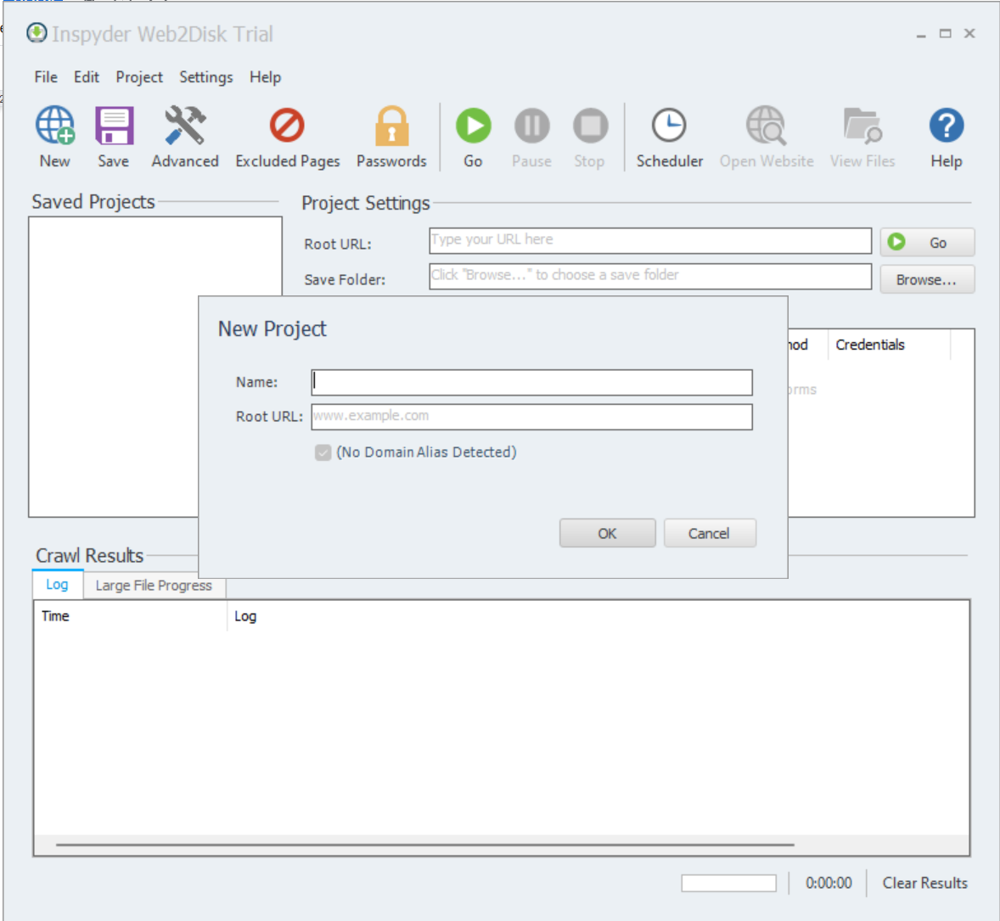 Inspyder Web2Disk Trial
File Edit Project Settings Help
New Save Advanced Excluded Pages Passwords Go Pause Stop Scheduler Open Website View Files Help
Saved Projects
Project Settings
Root URL: Type your URL here Go
Save Folder: Click "Browse..." to choose a save folder Browse...
Credentials
New Project
Name:
Root URL: www.example.com
(No Domain Alias Detected)
OK Cancel
Crawl Results
Log Large File Progress
Time Log
0:00:00 Clear Results